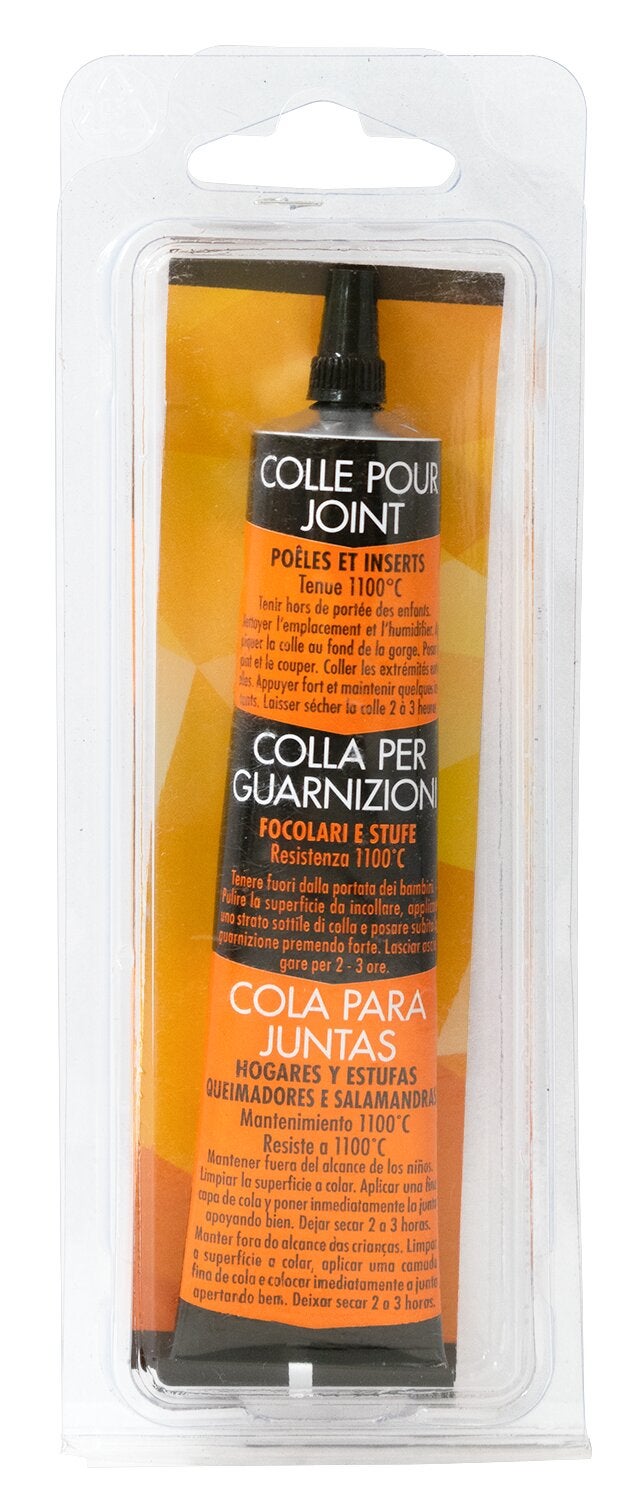 COLLE POUR
JOINT
POÊLES ET INSERTS
Tenue 1100°C
Tenir hors de portée des enfants.
l'emplacement et l'humidifier.
la colle au fond de la gorge.
et le couper. Coller les extrémités
Appuyer fort et maintenir quelques
Laisser sécher la colle 2 à 3
COLLA PER
GUARNIZIONI
FOCOLARI E STUFE
Resistenza 1100°C
Tenere fuori dalla portata dei bambini.
Pulire la superficie da incollare,
uno strato sottile di colla e posare subito
guarnizione premendo forte. Lasciar
gare per 2 - 3 ore.
COLA PARA
JUNTAS
HOGARES Y ESTUFAS
QUEIMADORES E SALAMANDRAS
Mantenimiento 1100°C
Resiste a 1100°C
Mantener fuera del alcance de los niños.
Limpiar la superficie a colar. Aplicar una fina
capa de cola y poner inmediatamente la junta
apoyando bien. Dejar secar 2 a 3 horas.
Manter fora do alcance das crianças. Limpar
a superfície a colar, aplicar uma camada
fina de cola e colocar imediatamente a junta
apertando bem. Deixar secar 2 a 3 horas.